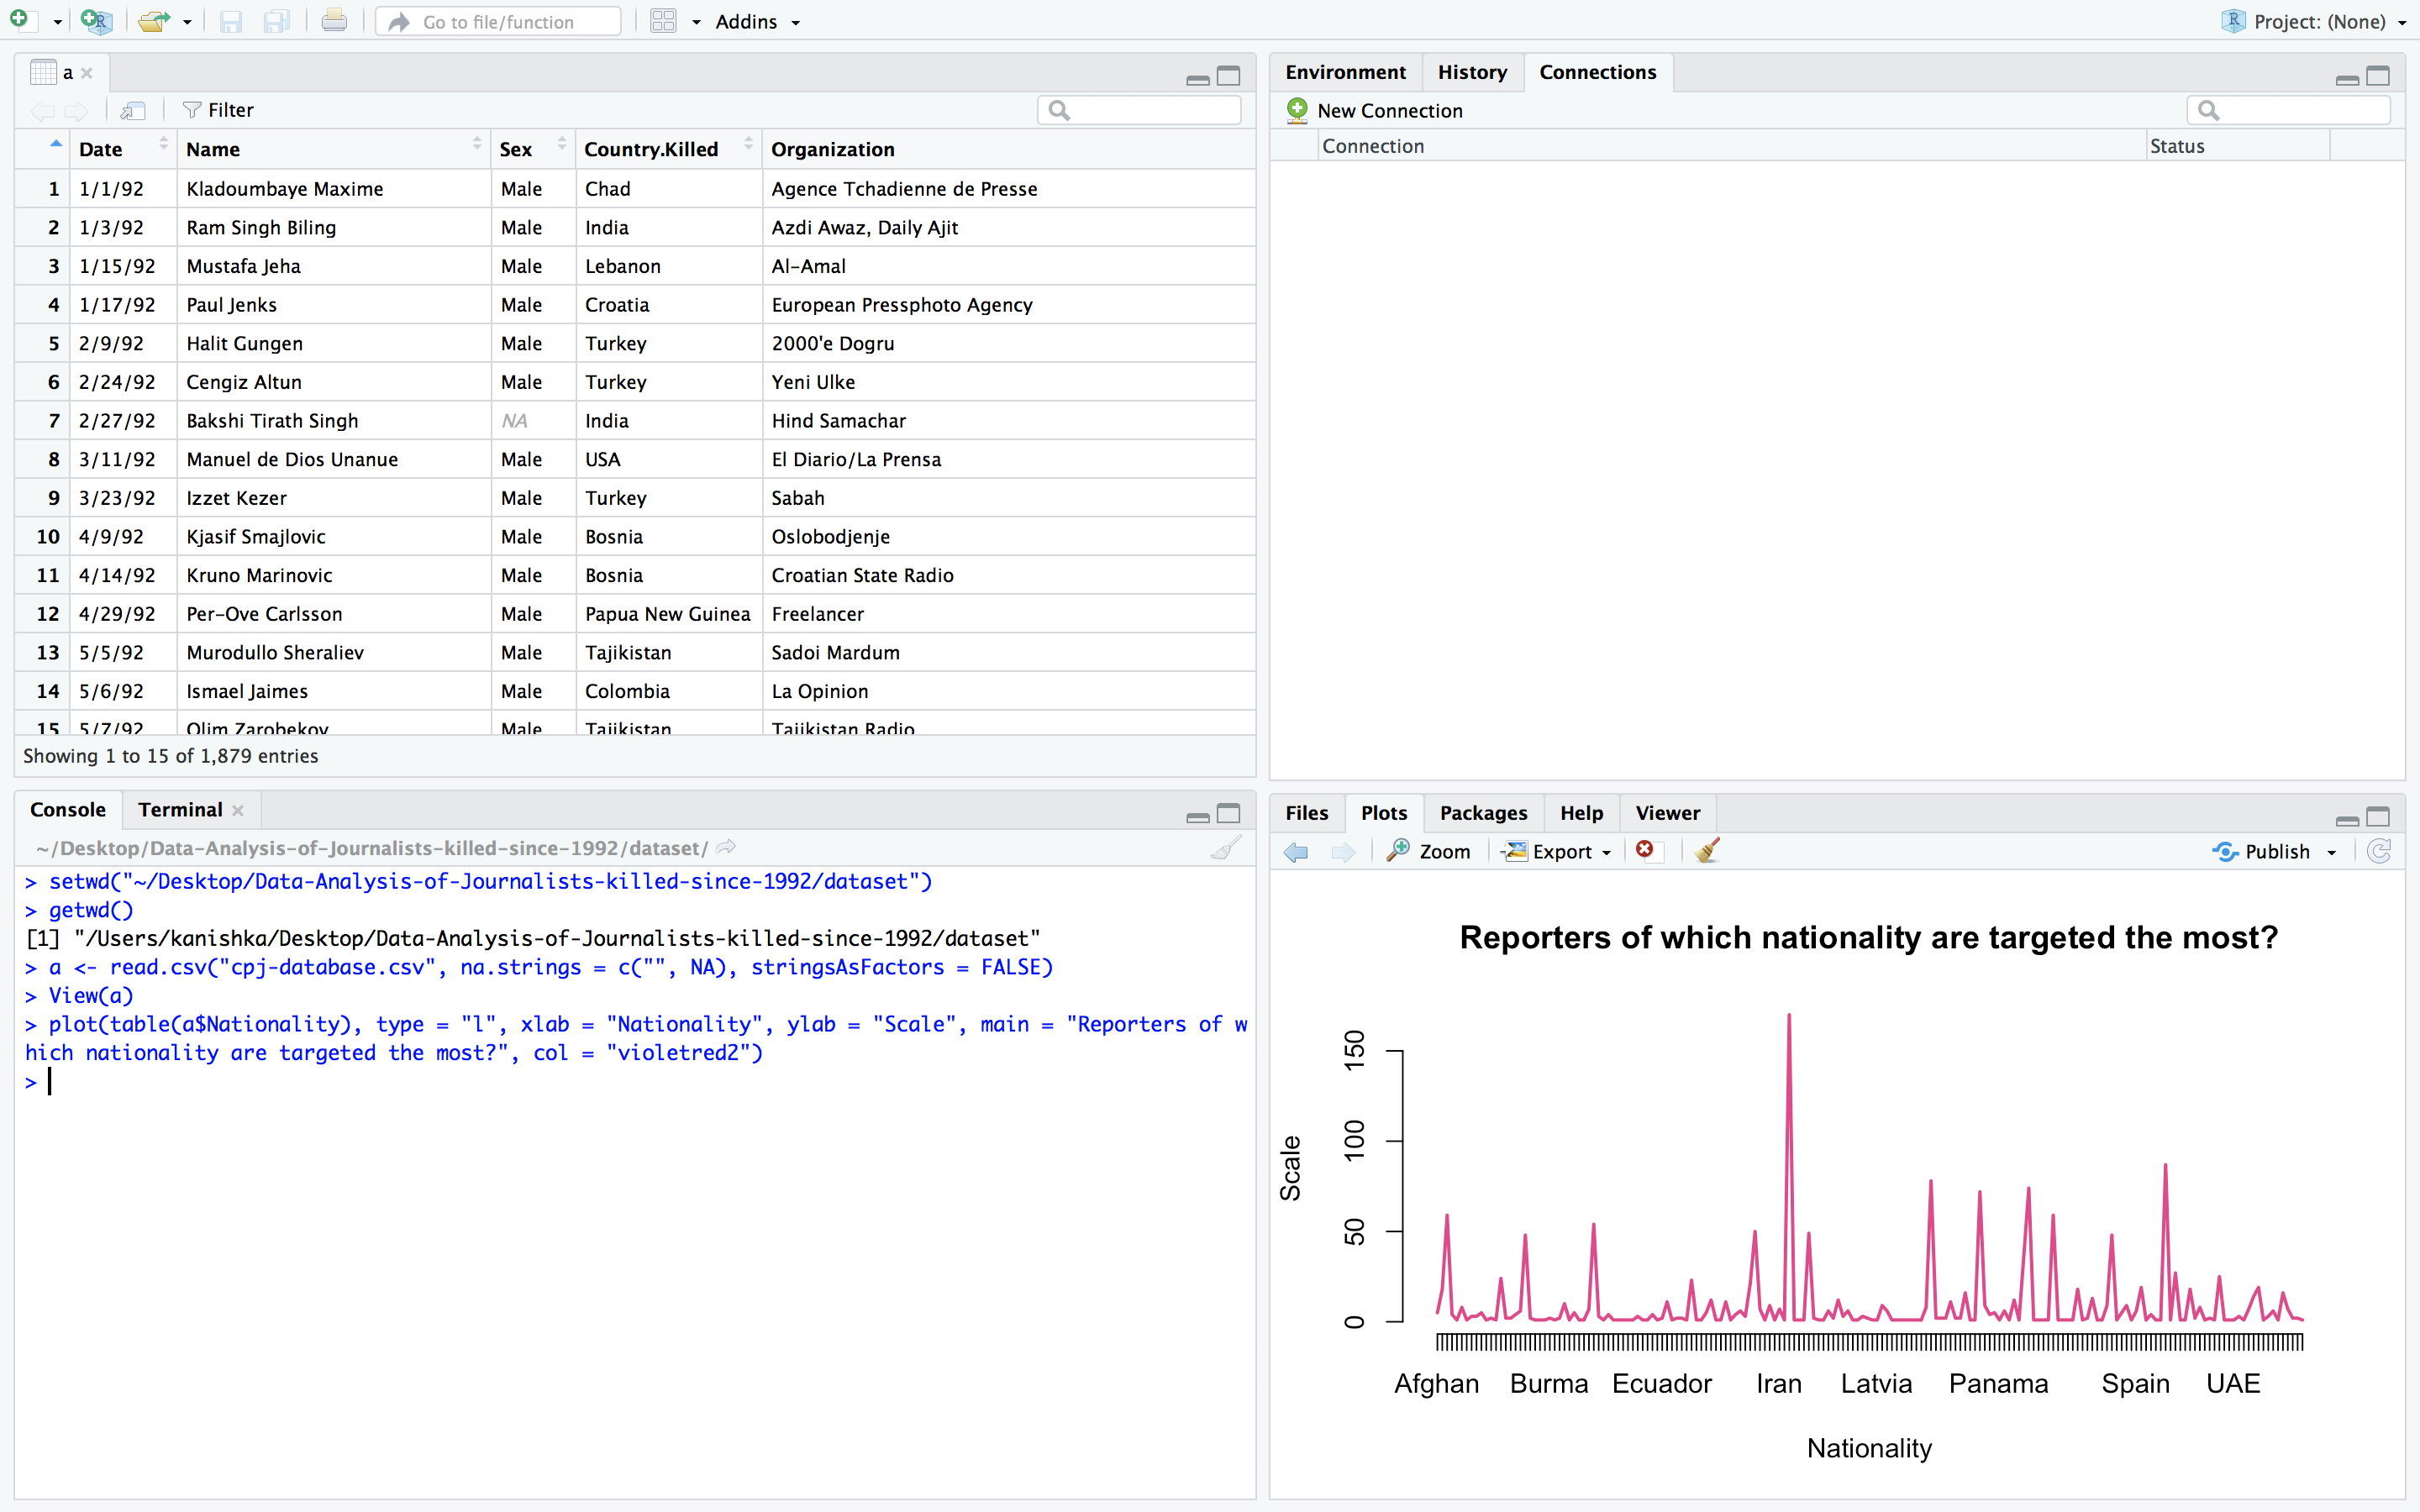 Go to file/function Addins Project: (None)
a
Filter
Date Name Sex Country.Killed Organization
1 1/1/92 Kladoumbaye Maxime Male Chad Agence Tchadienne de Presse
2 1/3/92 Ram Singh Biling Male India Azdi Awaz, Daily Ajit
3 1/15/92 Mustafa Jeha Male Lebanon Al-Amal
4 1/17/92 Paul Jenks Male Croatia European Pressphoto Agency
5 2/9/92 Halit Gungen Male Turkey 2000'e Dogru
6 2/24/92 Cengiz Altun Male Turkey Yeni Ulke
7 2/27/92 Bakshi Tirath Singh NA India Hind Samachar
8 3/11/92 Manuel de Dios Unanue Male USA El Diario/La Prensa
9 3/23/92 Izzet Kezer Male Turkey Sabah
10 4/9/92 Kjasif Smajlovic Male Bosnia Oslobodjenje
11 4/14/92 Kruno Marinovic Male Bosnia Croatian State Radio
12 4/29/92 Per-Ove Carlsson Male Papua New Guinea Freelancer
13 5/5/92 Murodullo Sheraliev Male Tajikistan Sadoi Mardum
14 5/6/92 Ismael Jaimes Male Colombia La Opinion
15 5/7/92 Olim Zarobekov Male Tajikistan Tajikistan Radio
Showing 1 to 15 of 1,879 entries
Environment History Connections
New Connection
Connection Status
Console Terminal
~/Desktop/Data-Analysis-of-Journalists-killed-since-1992/dataset/
> setwd("~/Desktop/Data-Analysis-of-Journalists-killed-since-1992/dataset")
> getwd()
[1] "/Users/kanishka/Desktop/Data-Analysis-of-Journalists-killed-since-1992/dataset"
> a <- read.csv("cpj-database.csv", na.strings = c("", NA), stringsAsFactors = FALSE)
> View(a)
> plot(table(a$Nationality), type = "l", xlab = "Nationality", ylab = "Scale", main = "Reporters of w
hich nationality are targeted the most?", col = "violetred2")
>
Files Plots Packages Help Viewer
Zoom Export Publish
Reporters of which nationality are targeted the most?
150
100
50
0
Scale
Afghan Burma Ecuador Iran Latvia Panama Spain UAE
Nationality